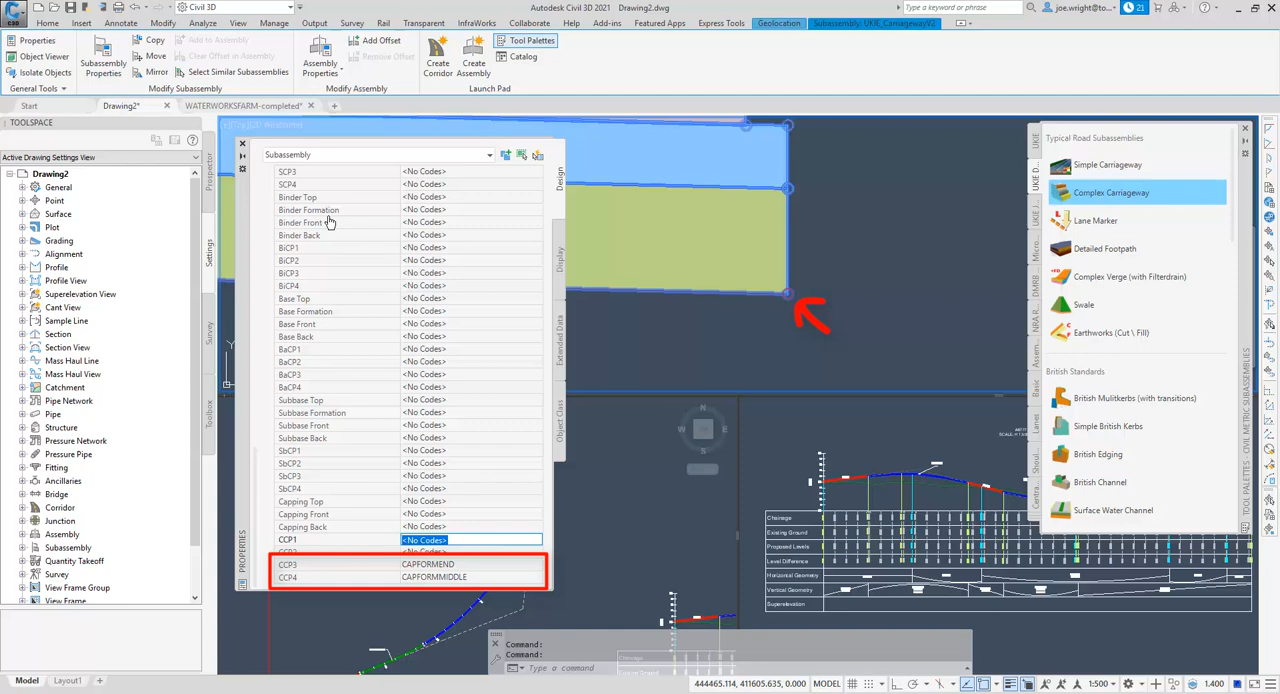 Civil 3D
Autodesk Civil 3D 2021 Drawing2.dwg
Type a keyword or phrase
joe.wright@to...
21
Home Insert Annotate Modify Analyze View Manage Output Survey Rail Transparent InfraWorks Collaborate Help Add-ins Featured Apps Express Tools Geolocation Subassembly: UKIE_CarriagewayV2
Properties
Object Viewer
Isolate Objects
General Tools
Subassembly Properties
Copy
Move
Mirror
Add to Assembly
Clear Offset in Assembly
Select Similar Subassemblies
Modify Subassembly
Assembly Properties
Add Offset
Remove Offset
Modify Assembly
Create Corridor
Create Assembly
Tool Palettes
Catalog
Launch Pad
Start Drawing2* WATERWORKSFARM-completed*
TOOLSPACE
Active Drawing Settings View
Drawing2
General
Point
Surface
Plot
Grading
Alignment
Profile
Profile View
Superelevation View
Cant View
Sample Line
Section
Section View
Mass Haul Line
Mass Haul View
Catchment
Pipe Network
Pipe
Structure
Pressure Network
Pressure Pipe
Fitting
Appurtenances
Bridge
Corridor
Junction
Assembly
Subassembly
Quantity Takeoff
Survey
View Frame Group
View Frame
Prospector
Settings
Survey
Toolbox
Subassembly
SCP3 <No Codes>
SCP4 <No Codes>
Binder Top <No Codes>
Binder Formation <No Codes>
Binder Front <No Codes>
Binder Back <No Codes>
BiCP1 <No Codes>
BiCP2 <No Codes>
BiCP3 <No Codes>
BiCP4 <No Codes>
Base Top <No Codes>
Base Formation <No Codes>
Base Front <No Codes>
Base Back <No Codes>
BaCP1 <No Codes>
BaCP2 <No Codes>
BaCP3 <No Codes>
BaCP4 <No Codes>
Subbase Top <No Codes>
Subbase Formation <No Codes>
Subbase Front <No Codes>
Subbase Back <No Codes>
SbCP1 <No Codes>
SbCP2 <No Codes>
SbCP3 <No Codes>
SbCP4 <No Codes>
Capping Top <No Codes>
Capping Front <No Codes>
Capping Back <No Codes>
CCP1 <No Codes>
CCP3 CAPFORMEND
CCP4 CAPFORMMIDDLE
PROPERTIES
Design
Display
Extended Data
Object Class
N
W
E
S
Y
Typical Road Subassemblies
Simple Carriageway
Complex Carriageway
Lane Marker
Detailed Footpath
Complex Verge (with Filterdrain)
Swale
Earthworks (Cut \ Fill)
British Standards
British Multikerbs (with transitions)
Simple British Kerbs
British Edging
British Channel
Surface Water Channel
TOOL PALETTES - CIVIL METRIC SUBASSEMBLIES
Chainage
Existing Ground
Proposed Levels
Level Difference
Horizontal Geometry
Vertical Geometry
Superelevation
Command:
Command:
Type a command
Model Layout1 +
444465.114, 411605.635, 0.000 MODEL 1:500 1.400